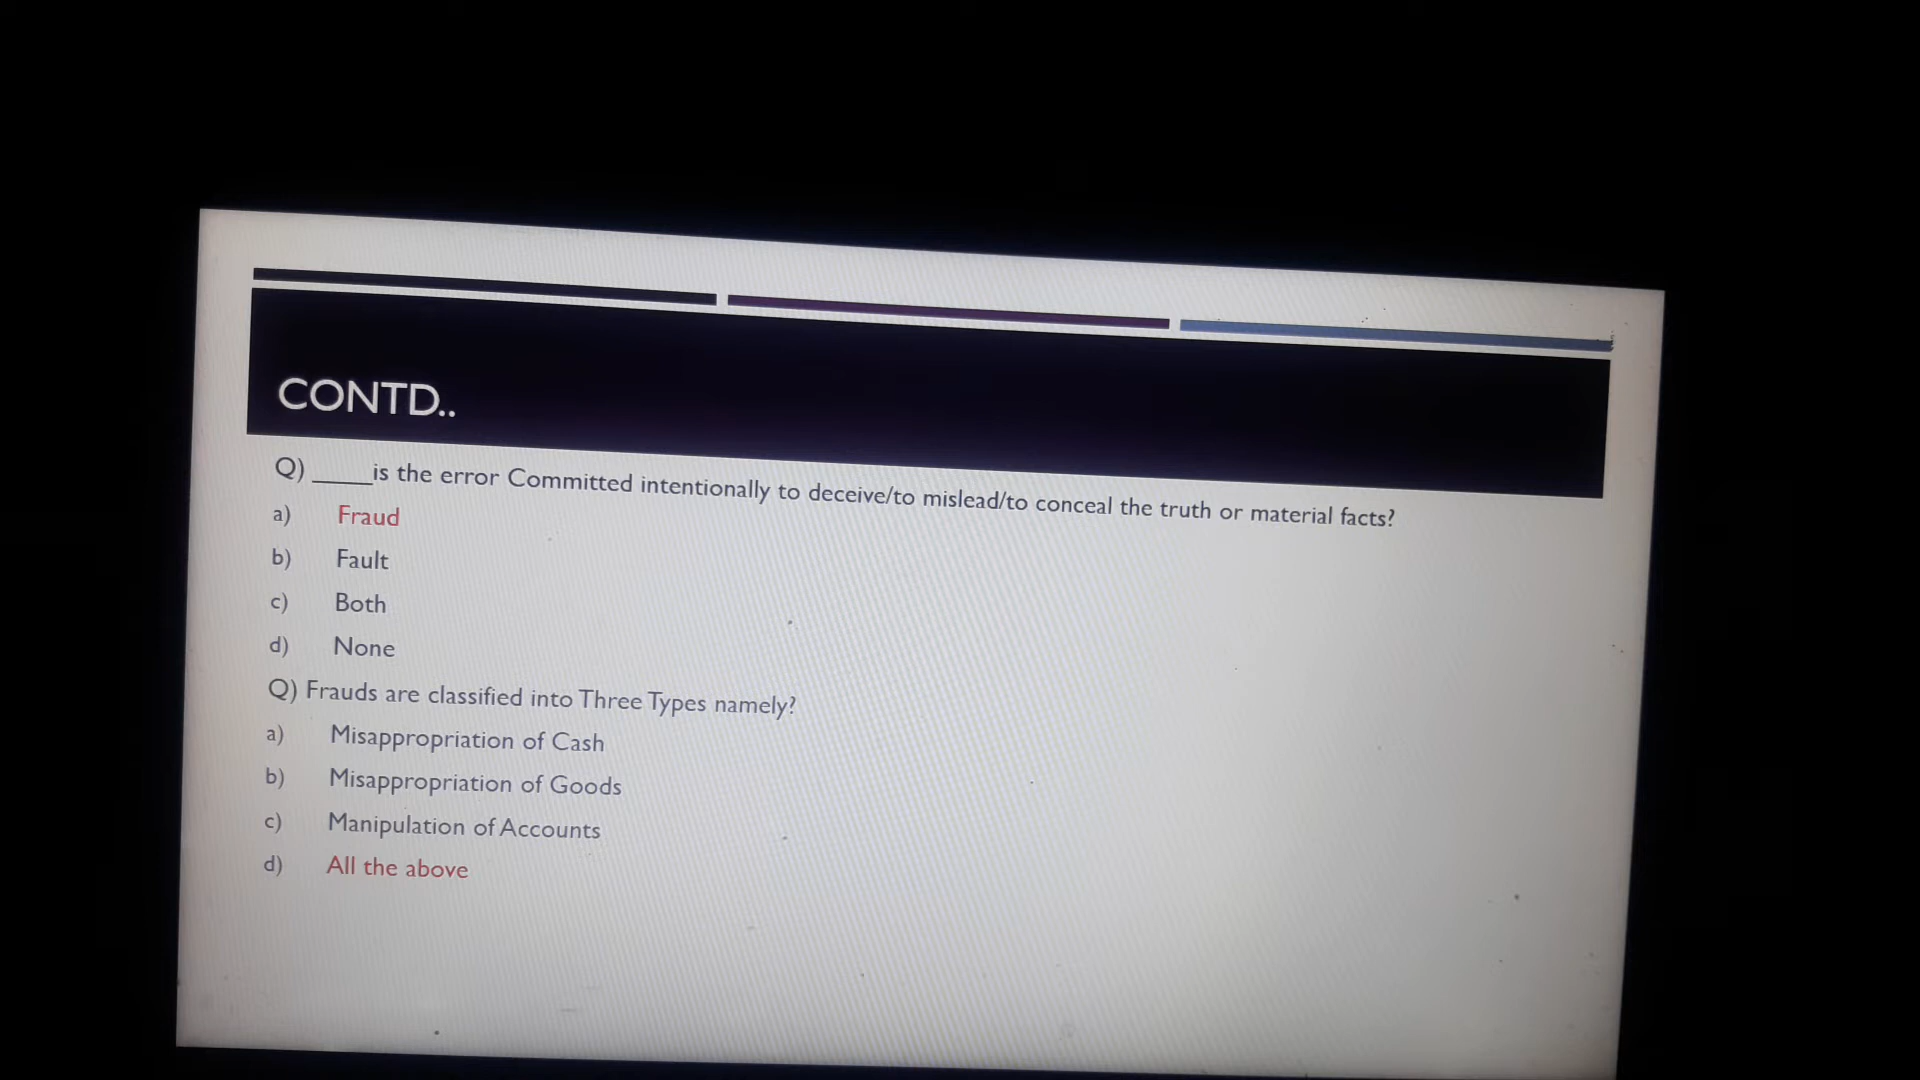 CONTD..
Q) _____is the error Committed intentionally to deceive/to mislead/to conceal the truth or material facts?
a) Fraud
b) Fault
c) Both
d) None
Q) Frauds are classified into Three Types namely?
a) Misappropriation of Cash
b) Misappropriation of Goods
c) Manipulation of Accounts
d) All the above